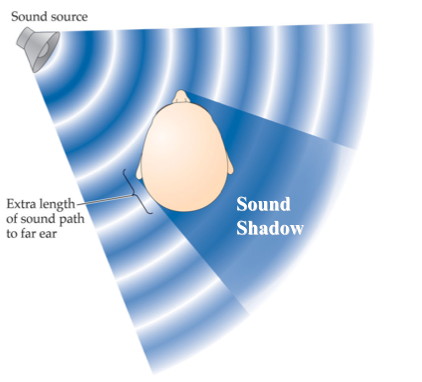 Sound source
Extra length
of sound path
to far ear
Sound
Shadow